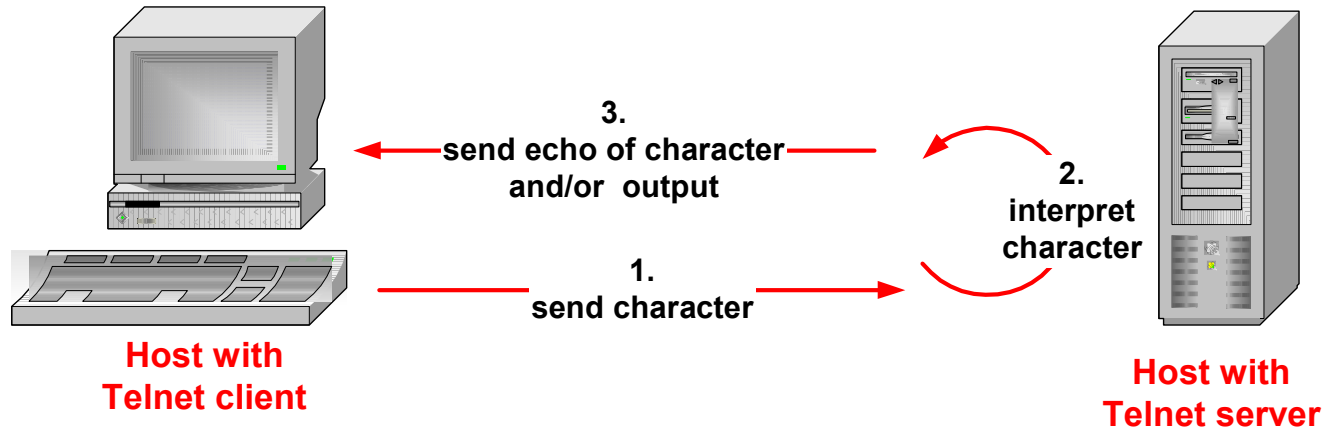 3.
send echo of character
and/or output
2.
interpret
character
1.
send character
Host with
Telnet client
Host with
Telnet server